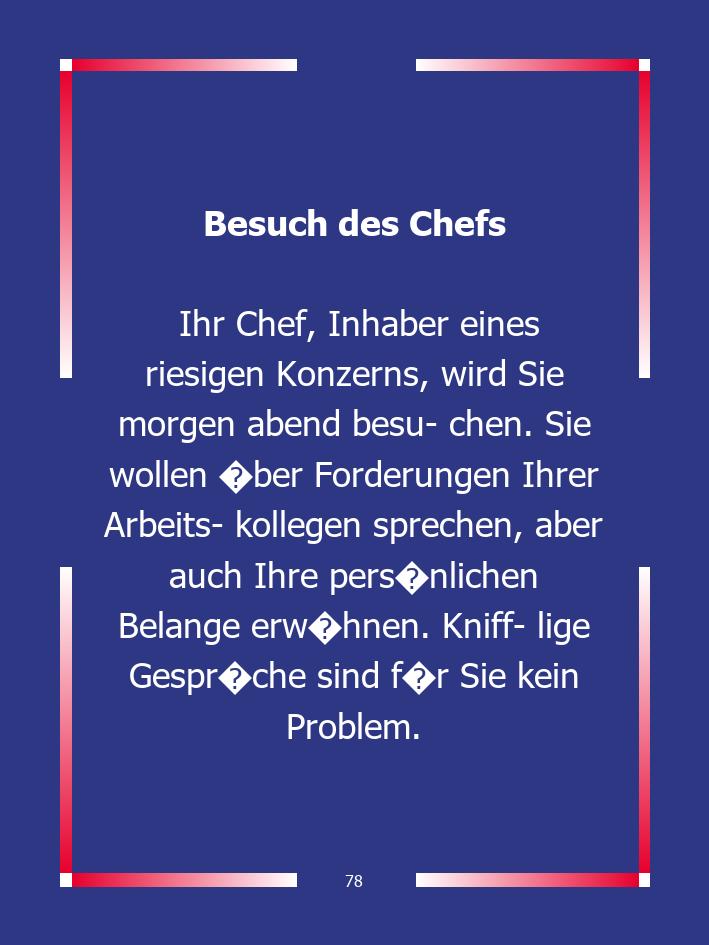 Besuch des Chefs
Ihr Chef, Inhaber eines
riesigen Konzerns, wird Sie
morgen abend besu- chen. Sie
wollen �ber Forderungen Ihrer
Arbeits- kollegen sprechen, aber
auch Ihre pers�nlichen
Belange erw�hnen. Kniff- lige
Gespr�che sind f�r Sie kein
Problem.
78